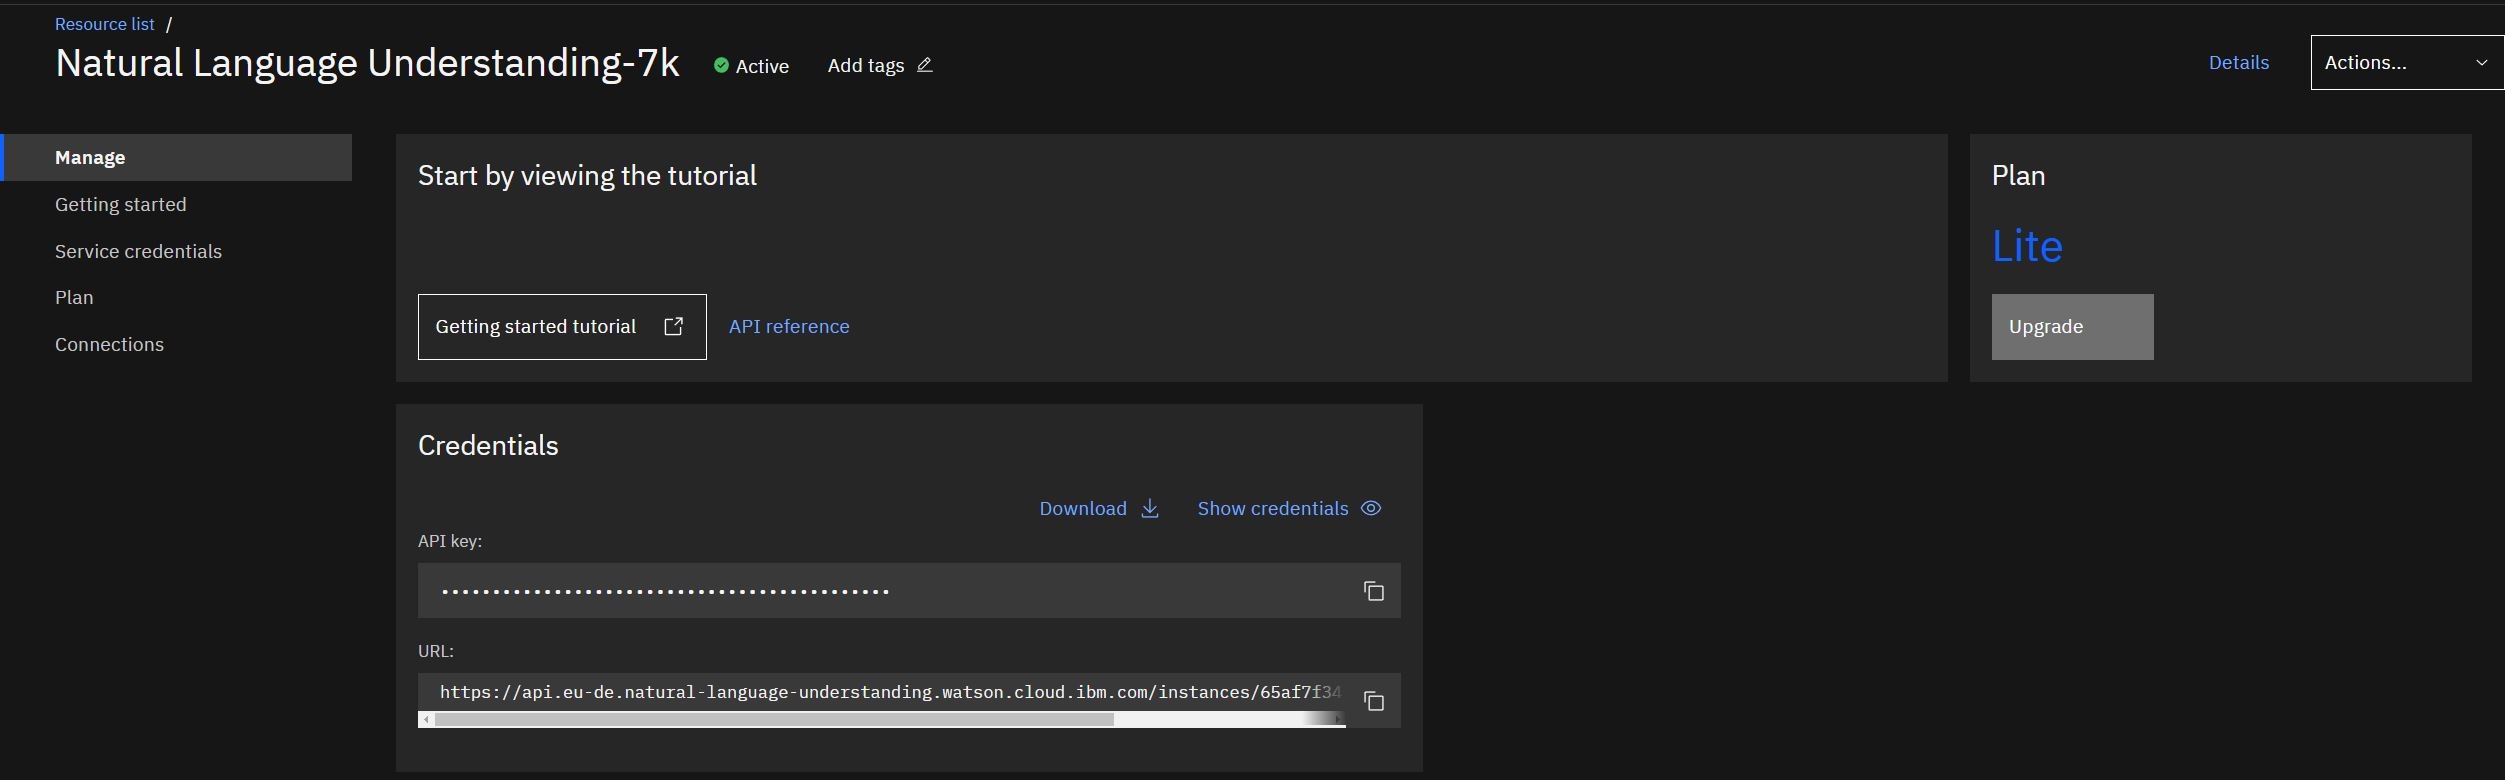 Resource list /
Natural Language Understanding-7k
Active
Add tags
Details
Actions...
Manage
Getting started
Service credentials
Plan
Connections
Start by viewing the tutorial
Getting started tutorial
API reference
Plan
Lite
Upgrade
Credentials
Download
Show credentials
API key:
••••••••••••••••••••••••••••••••••••••••••••
URL:
https://api.eu-de.natural-language-understanding.watson.cloud.ibm.com/instances/65af7f34